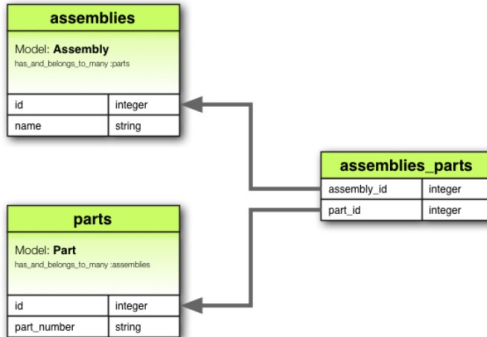 assemblies
Model: Assembly
has_and_belongs_to_many :parts
id integer
name string
assemblies_parts
assembly_id integer
part_id integer
parts
Model: Part
has_and_belongs_to_many :assemblies
id integer
part_number string